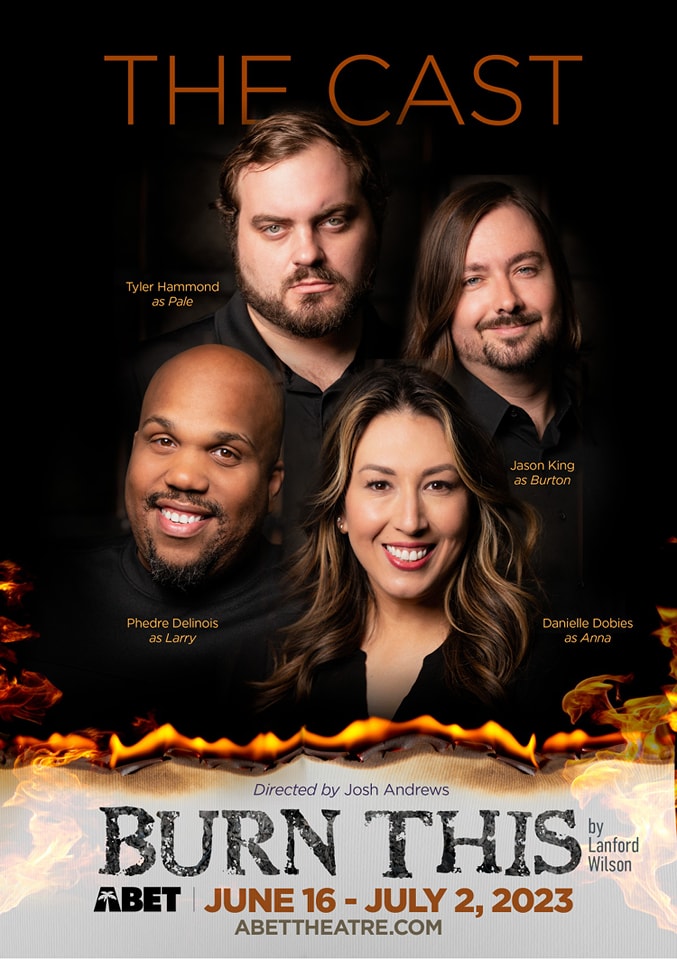 THE CAST
Tyler Hammond
as Pale
Jason King
as Burton
Phedre Delinois
as Larry
Danielle Dobies
as Anna
Directed by Josh Andrews
BURN THIS
by
Lanford
Wilson
ABET | JUNE 16 - JULY 2, 2023
ABETTHEATRE.COM